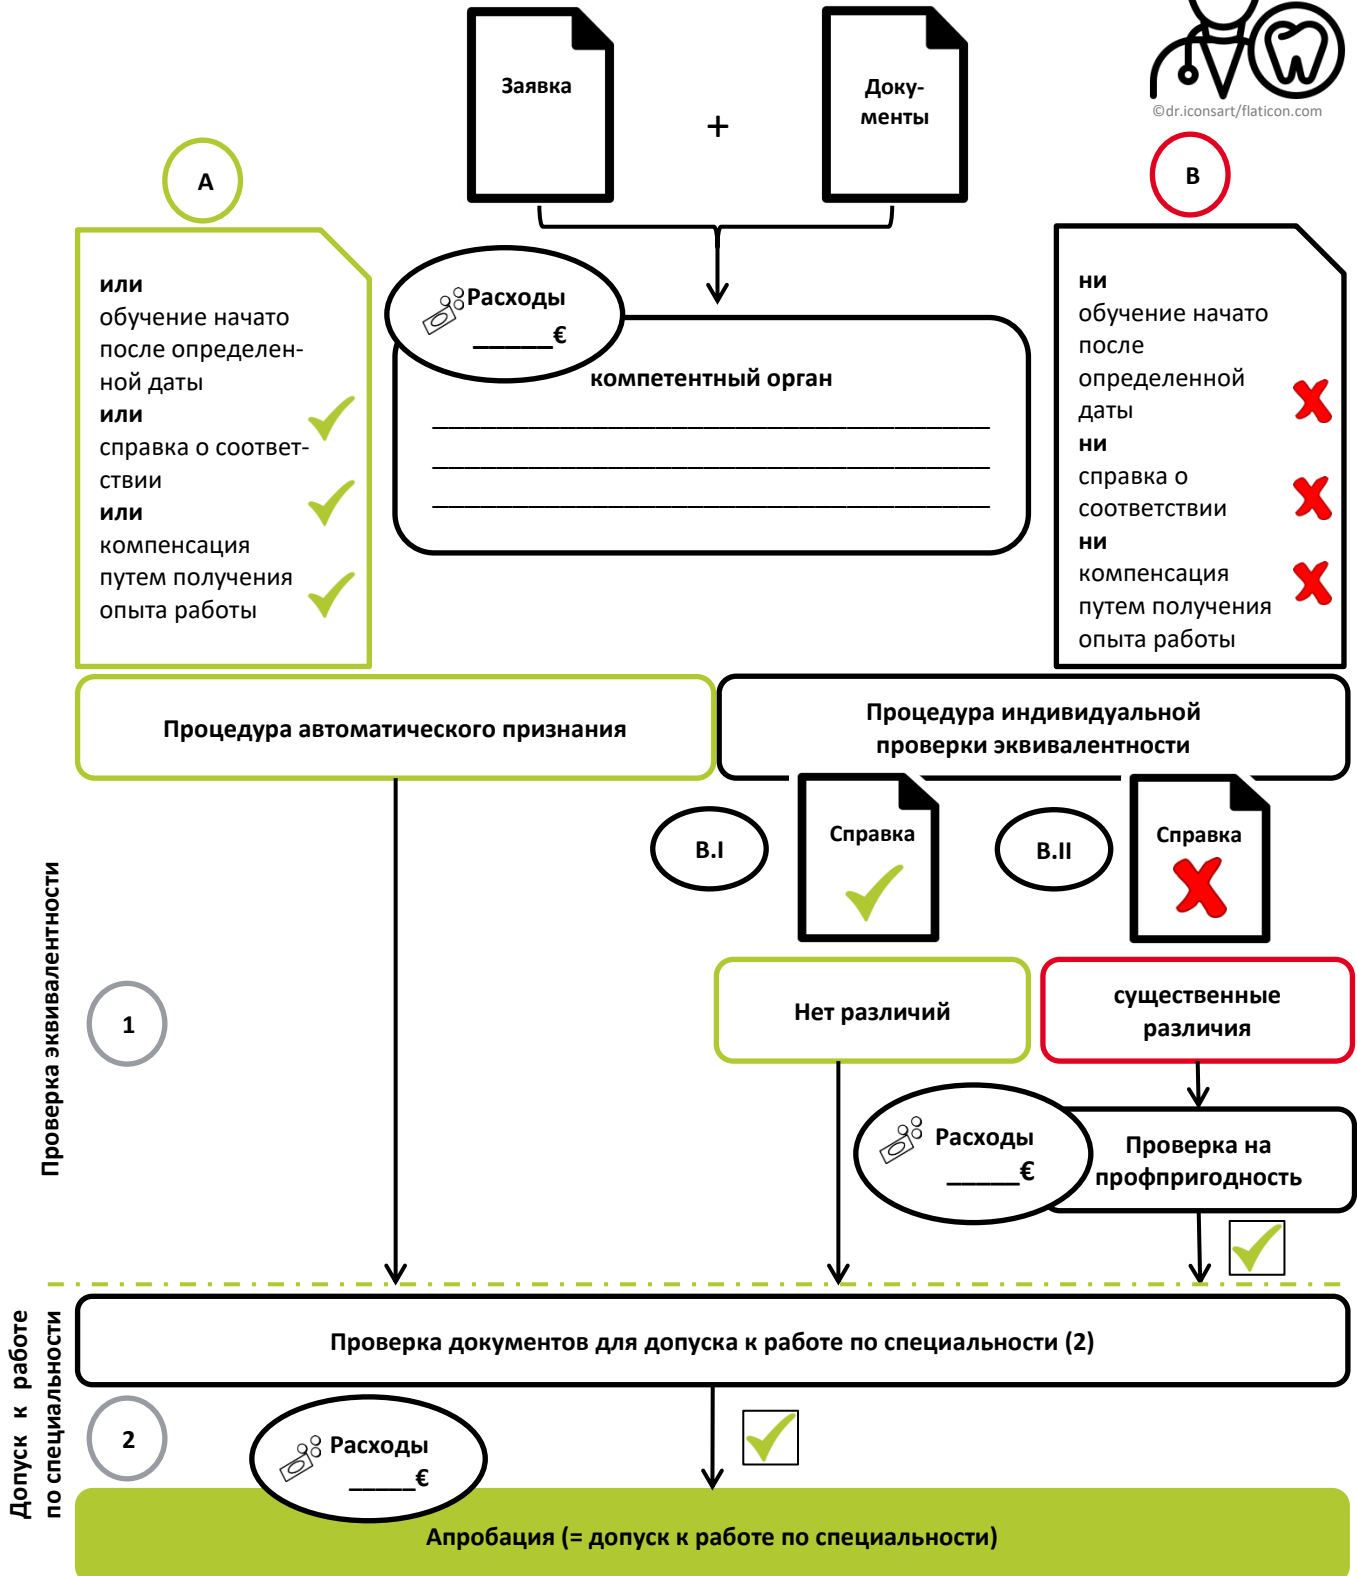 Заявка
+
Доку-
менты
©dr.iconsart/flaticon.com
A
B
или
обучение начато
после определен-
ной даты
или
справка о соответ-
ствии
или
компенсация
путем получения
опыта работы
Расходы
_____€
компетентный орган
ни
обучение начато
после
определенной
даты
ни
справка о
соответствии
ни
компенсация
путем получения
опыта работы
Процедура автоматического признания
Процедура индивидуальной
проверки эквивалентности
B.I
Справка
B.II
Справка
Проверка эквивалентности
1
Нет различий
существенные
различия
Расходы
_____€
Проверка на
профпригодность
Допуск к работе
по специальности
Проверка документов для допуска к работе по специальности (2)
2
Расходы
_____€
Апробация (= допуск к работе по специальности)